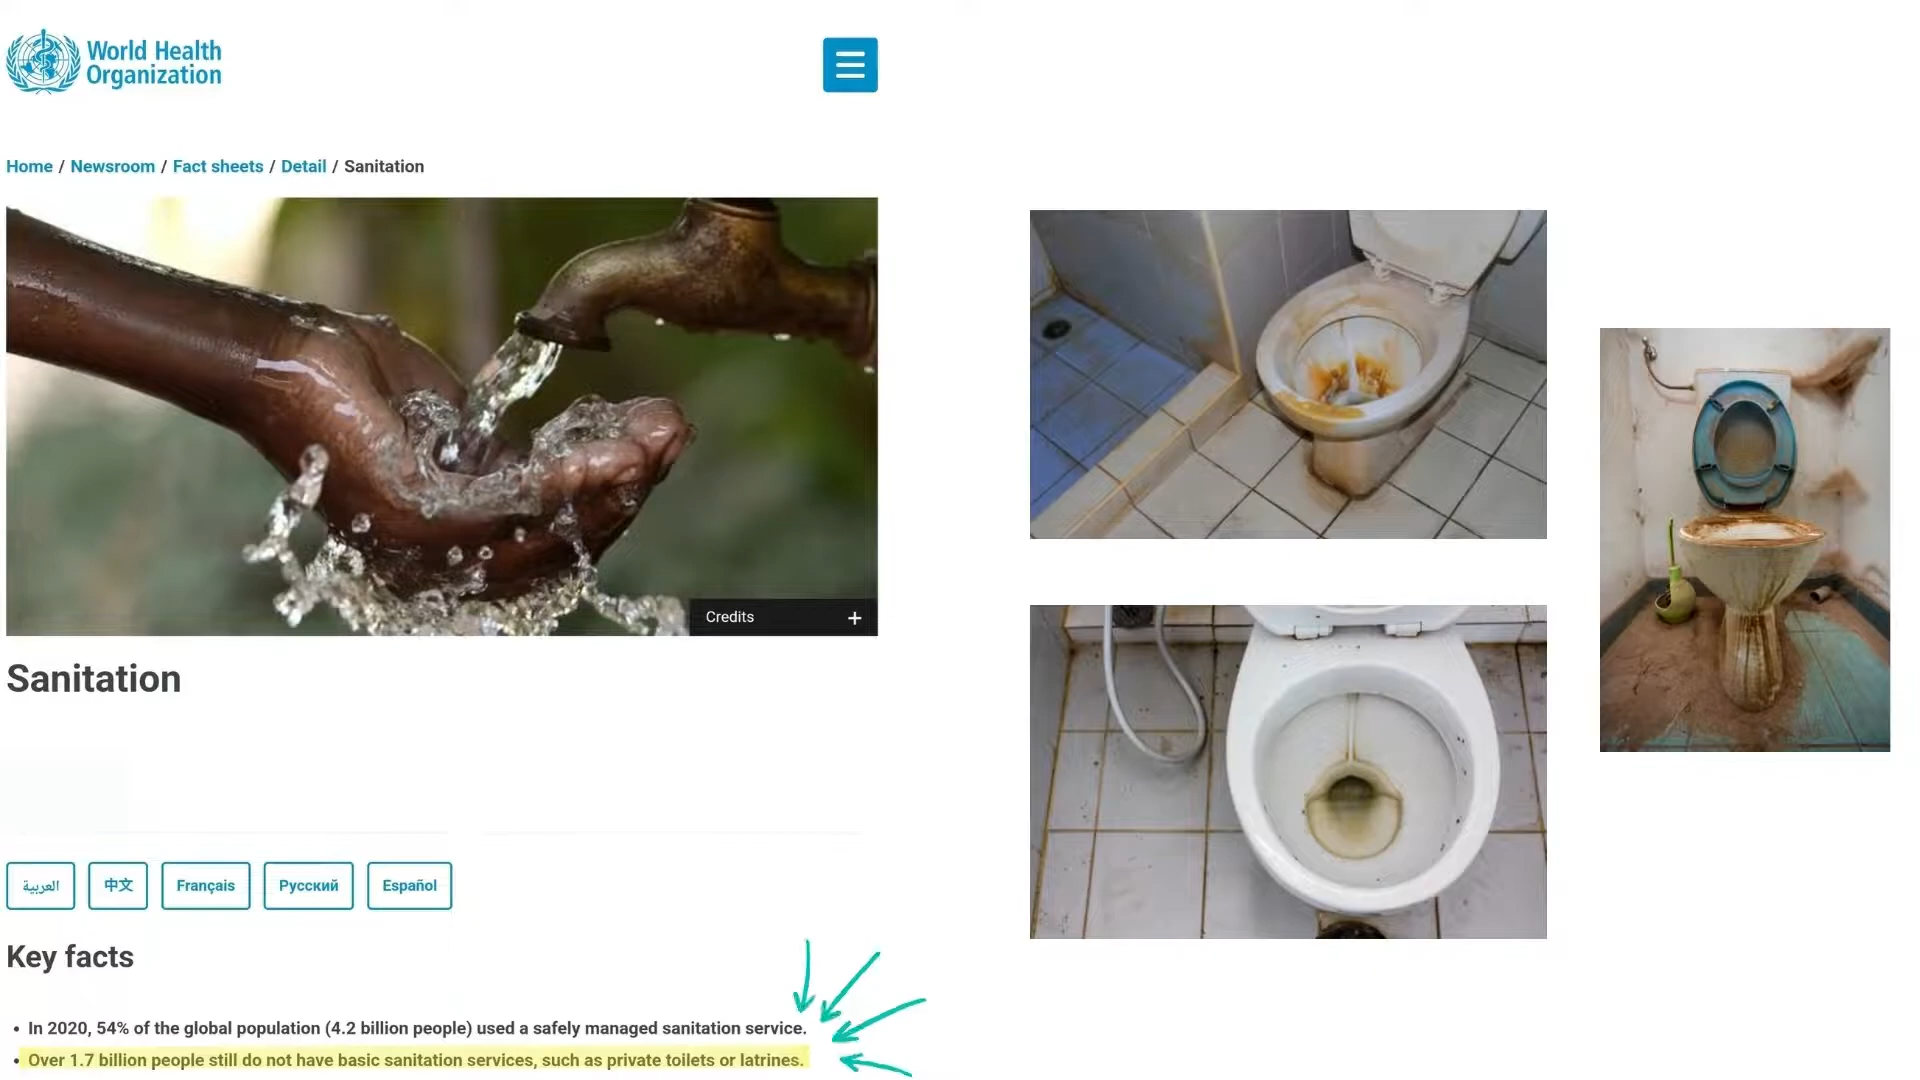 World Health
Organization
Home / Newsroom / Fact sheets / Detail / Sanitation
Credits +
Sanitation
العربية
中文
Français
Русский
Español
Key facts
• In 2020, 54% of the global population (4.2 billion people) used a safely managed sanitation service.
• Over 1.7 billion people still do not have basic sanitation services, such as private toilets or latrines.